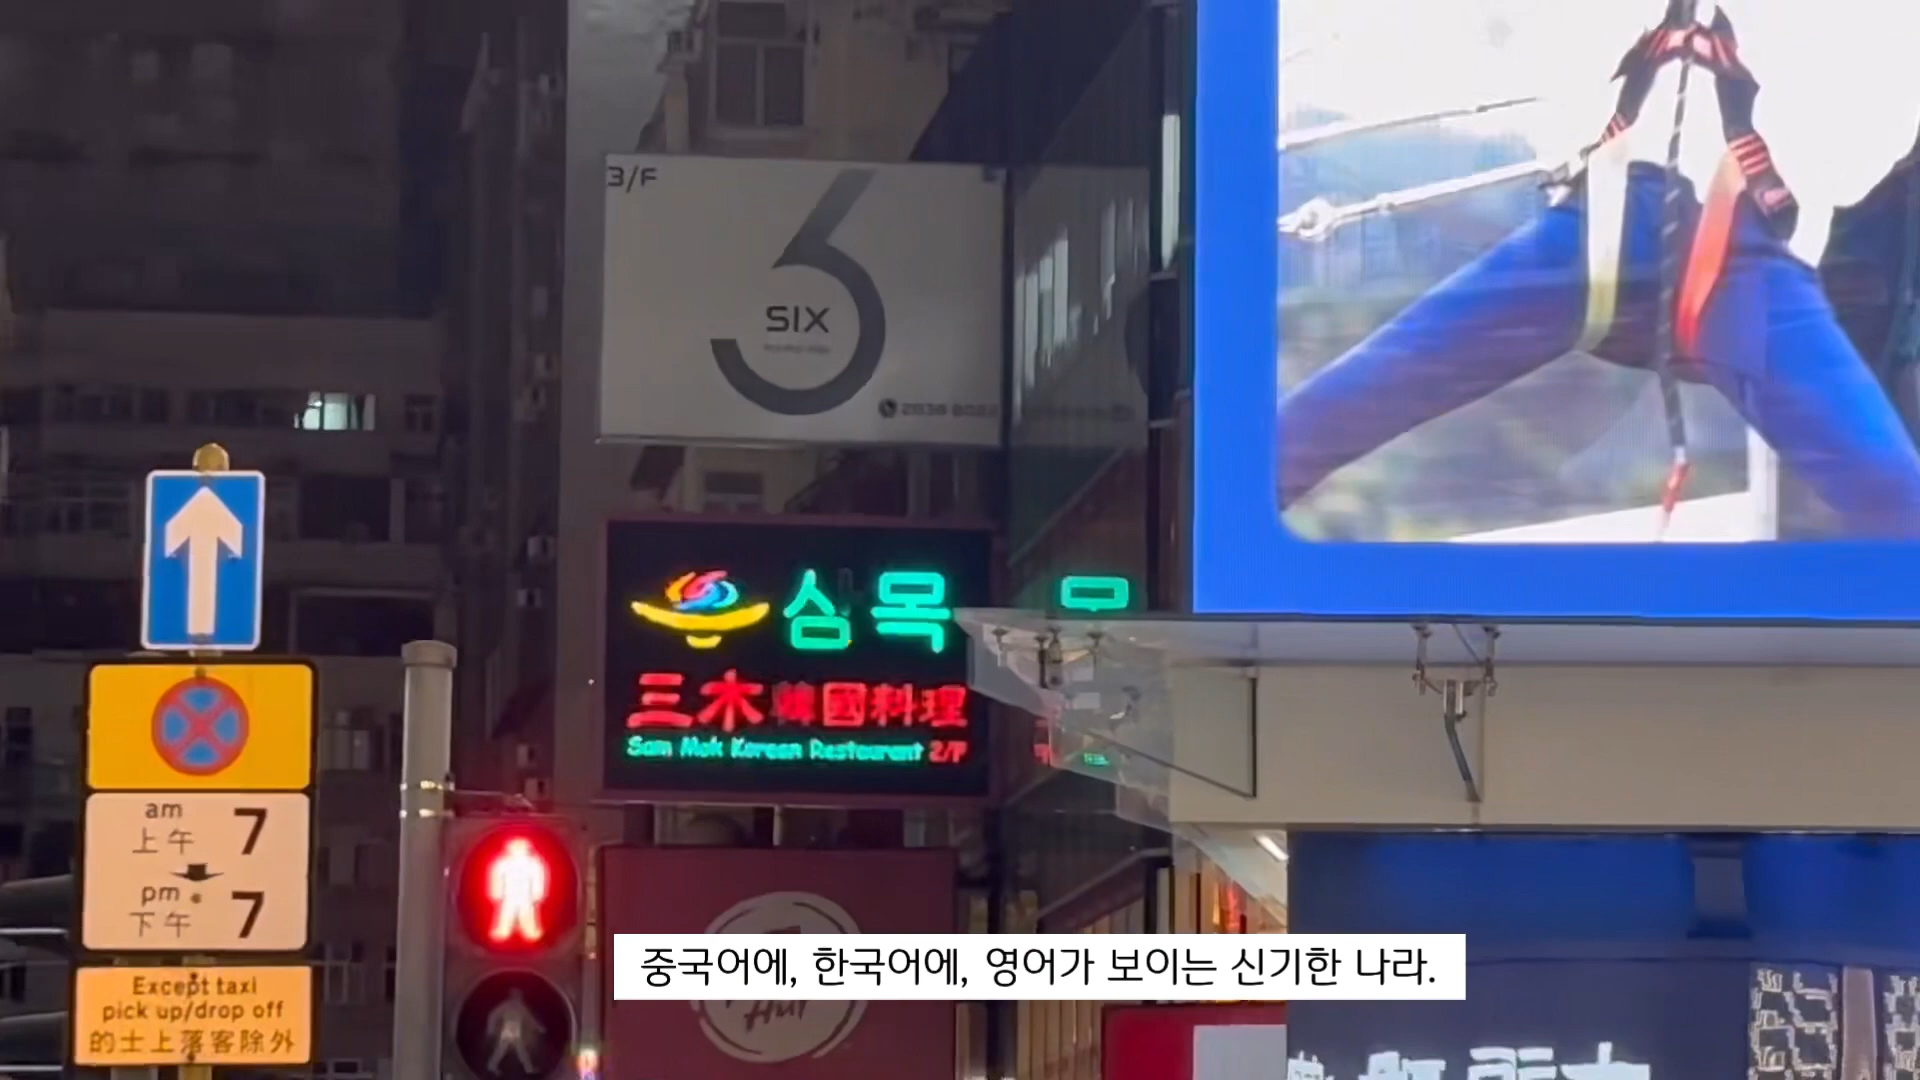 3/F
SIX
삼목
三木 韓國料理
Sam Mok Korean Restaurant 2/F
am
上午 7
pm
下午 7
Except taxi
pick up/drop off
的士上落客除外
Hut
중국어에, 한국어에, 영어가 보이는 신기한 나라.